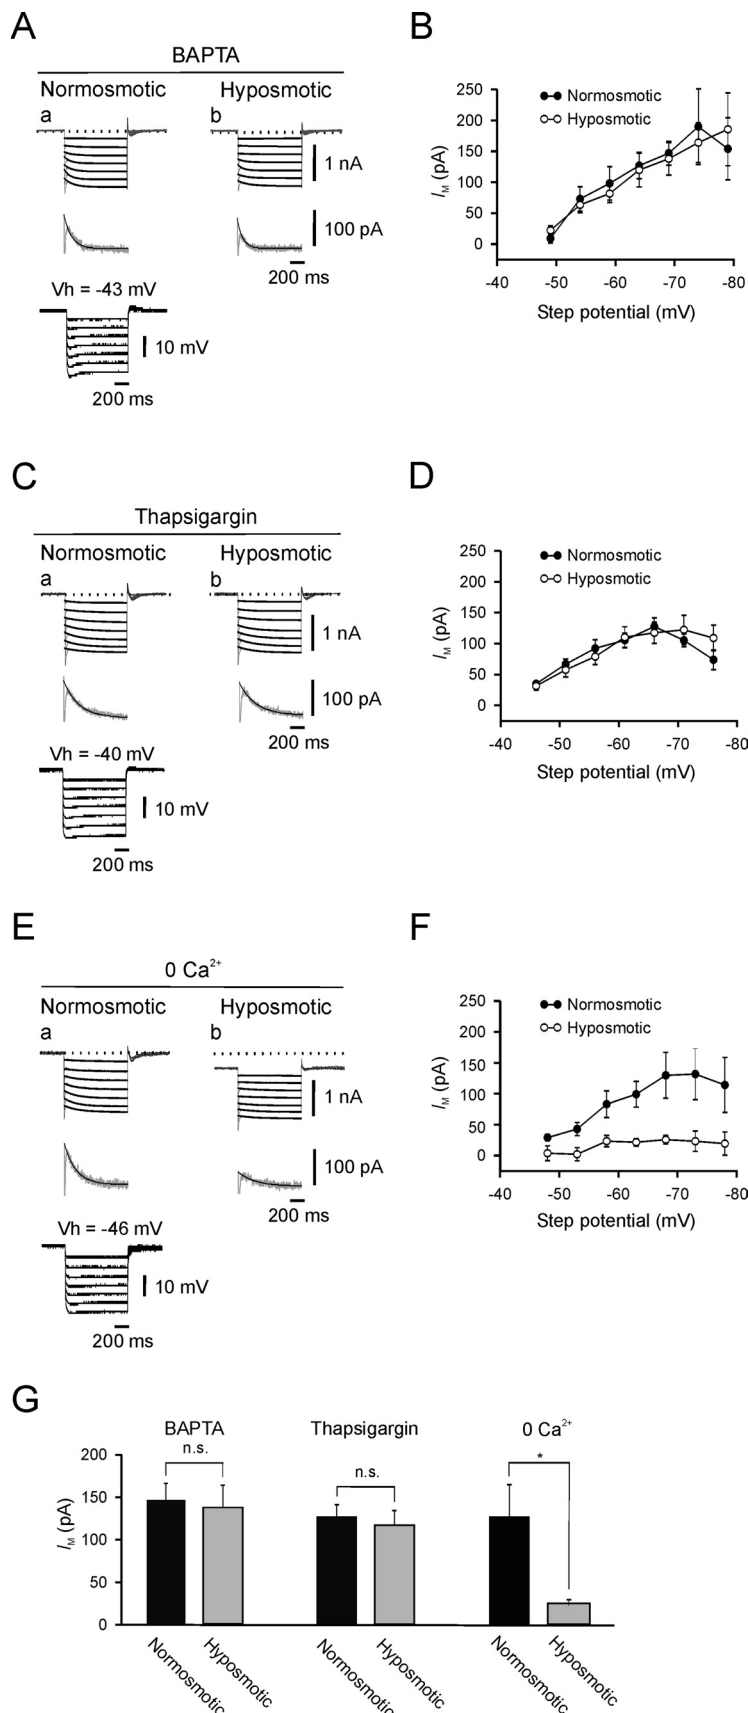 A
BAPTA
Normosmotic
Hyposmotic
a
b
1 nA
100 pA
200 ms
Vh = -43 mV
10 mV
200 ms
B
250
200
150
100
50
0
I_M (pA)
Normosmotic
Hyposmotic
-40 -50 -60 -70 -80
Step potential (mV)
C
Thapsigargin
Normosmotic
Hyposmotic
a
b
1 nA
100 pA
200 ms
Vh = -40 mV
10 mV
200 ms
D
250
200
150
100
50
0
I_M (pA)
Normosmotic
Hyposmotic
-40 -50 -60 -70 -80
Step potential (mV)
E
0 Ca²⁺
Normosmotic
Hyposmotic
a
b
1 nA
100 pA
200 ms
Vh = -46 mV
10 mV
200 ms
F
250
200
150
100
50
0
I_M (pA)
Normosmotic
Hyposmotic
-40 -50 -60 -70 -80
Step potential (mV)
G
BAPTA
Thapsigargin
0 Ca²⁺
n.s.
n.s.
*
200
150
100
50
0
I_M (pA)
Normosmotic
Hyposmotic
Normosmotic
Hyposmotic
Normosmotic
Hyposmotic